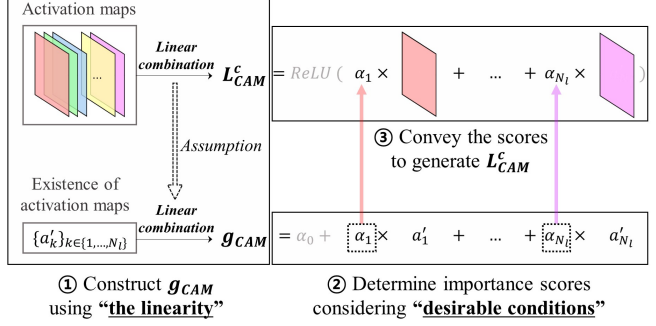 Activation maps
...
Linear
combination
L^c_CAM
= ReLU ( α_1 × + ... + α_{N_l} × )
Assumption
③ Convey the scores
to generate L^c_CAM
Existence of
activation maps
{a'_k}_{k∈{1,...,N_l}}
Linear
combination
g_CAM
= α_0 + α_1 × a'_1 + ... + α_{N_l} × a'_{N_l}
① Construct g_CAM
using “the linearity”
② Determine importance scores
considering “desirable conditions”